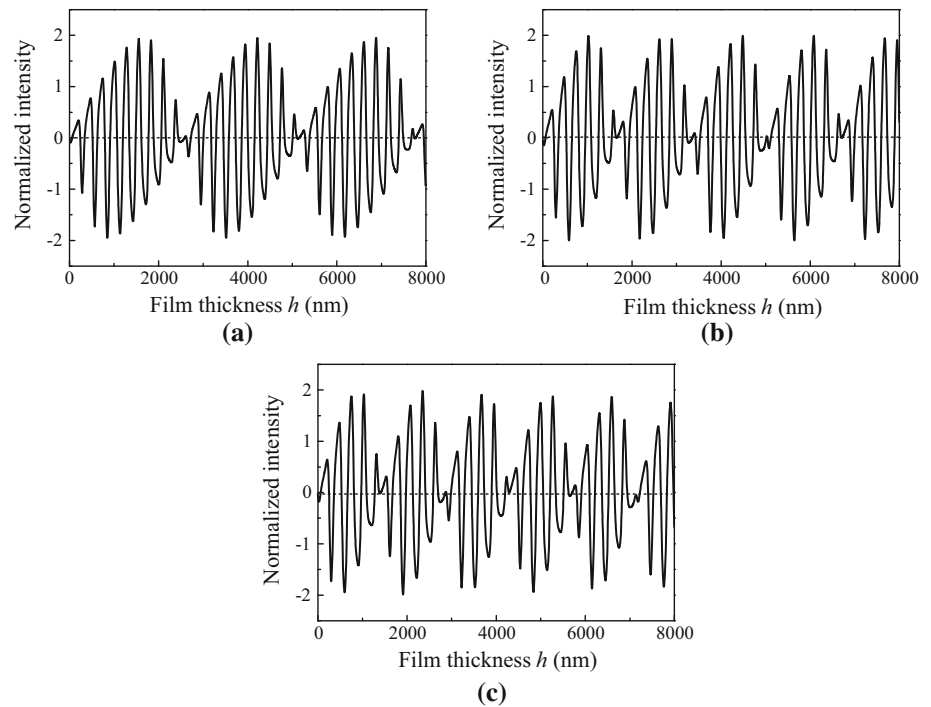 2
1
0
-1
-2
Normalized intensity
0 2000 4000 6000 8000
Film thickness h (nm)
(a)
2
1
0
-1
-2
Normalized intensity
0 2000 4000 6000 8000
Film thickness h (nm)
(b)
2
1
0
-1
-2
Normalized intensity
0 2000 4000 6000 8000
Film thickness h (nm)
(c)